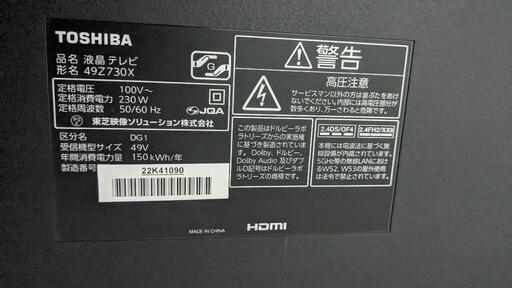 TOSHIBA
品名 液晶テレビ
形名 49Z730X
定格電圧 100V～
定格消費電力 230 W
定格周波数 50/60 Hz
JQA
東芝映像ソリューション株式会社
区分名 DG1
受信機型サイズ 49V
年間消費電力量 150 kWh/年
製造番号
22K41090
警告
高圧注意
サービスマン以外の方は裏ぶたをあけ
ないでください。内部には高電圧部分が
数多くあり、万一さわると危険です。
この製品はドルビーラボ
ラトリーズからの実施権
に基づき製造されています。
Dolby、ドルビー、
Dolby Audio 及びダブル
D記号はドルビーラボラ
トリーズの商標です。
2.4DS/OF4
2.4FH2/XX8
本機には電波法に基づく無
線設備が内蔵されています。
5GHz帯の無線LANにおけ
るW52、W53の屋外使用
は法令で禁止されています。
HDMI
MADE IN CHINA